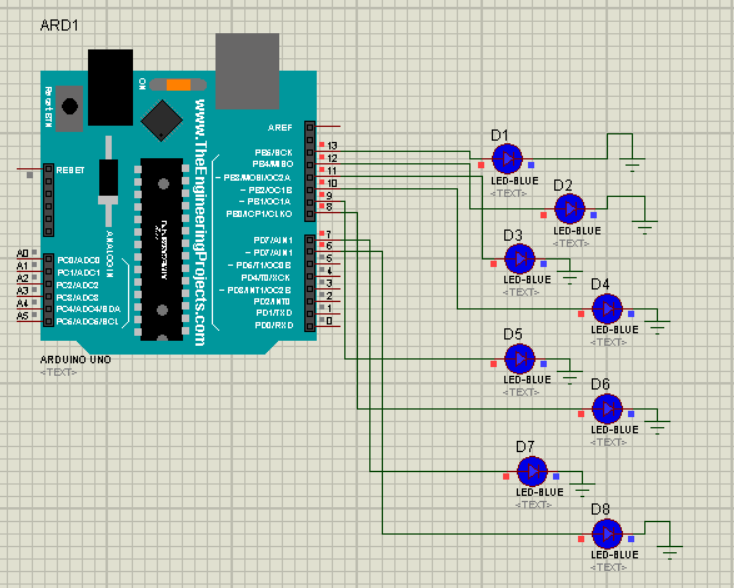 ARD1
Reset BTN
ON
www.TheEngineeringProjects.com
RESET
ANALOG IN
AREF
PB5/SCK
13
PB4/MISO
12
~ PB3/MOSI/OC2A
11
~ PB2/OC1B
10
~ PB1/OC1A
9
PB0/ICP1/CLKO
8
PD7/AIN1
7
~ PD7/AIN1
6
5
PD4/T0/XCK
4
~ PD3/INT1/OC2B
3
PD2/INT0
2
PD1/TXD
1
PD0/RXD
0
A0
PC0/ADC0
A1
PC1/ADC1
A2
PC2/ADC2
A3
PC3/ADC3
A4
PC4/ADC4/SDA
A5
PC5/ADC5/SCL
ARDUINO UNO
<TEXT>
D1
LED-BLUE
<TEXT>
D2
LED-BLUE
<TEXT>
D3
LED-BLUE
<TEXT>
D4
LED-BLUE
<TEXT>
D5
LED-BLUE
<TEXT>
D6
LED-BLUE
<TEXT>
D7
LED-BLUE
<TEXT>
D8
LED-BLUE
<TEXT>